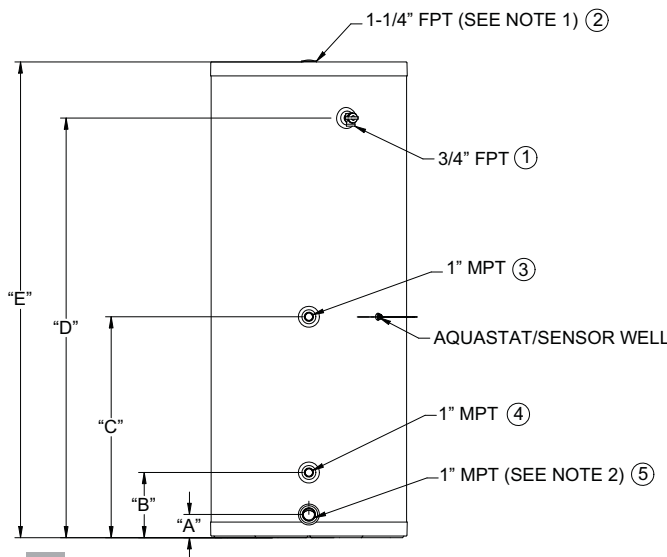 1-1/4” FPT (SEE NOTE 1) 2
3/4” FPT 1
“E”
“D”
1” MPT 3
AQUASTAT/SENSOR WELL
“C”
1” MPT 4
“B”
1” MPT (SEE NOTE 2) 5
“A”